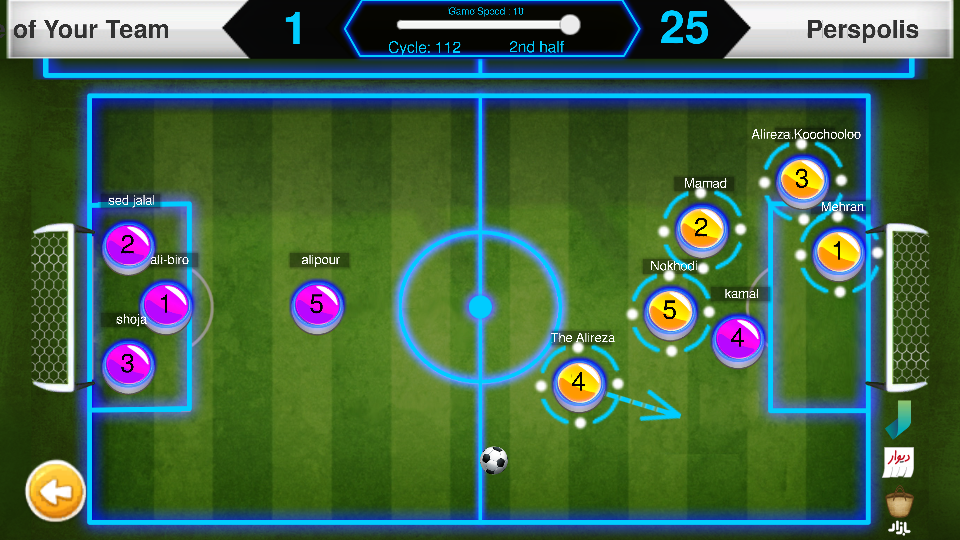 of Your Team
1
Game Speed : 10
Cycle: 112
2nd half
25
Perspolis
Alireza.Koochooloo
3
Mamad
2
sed jalal
2
Mehran
1
ali-biro
1
alipour
5
Nokhodi
5
kamal
4
shoja
3
The Alireza
4
دیوار
بازار